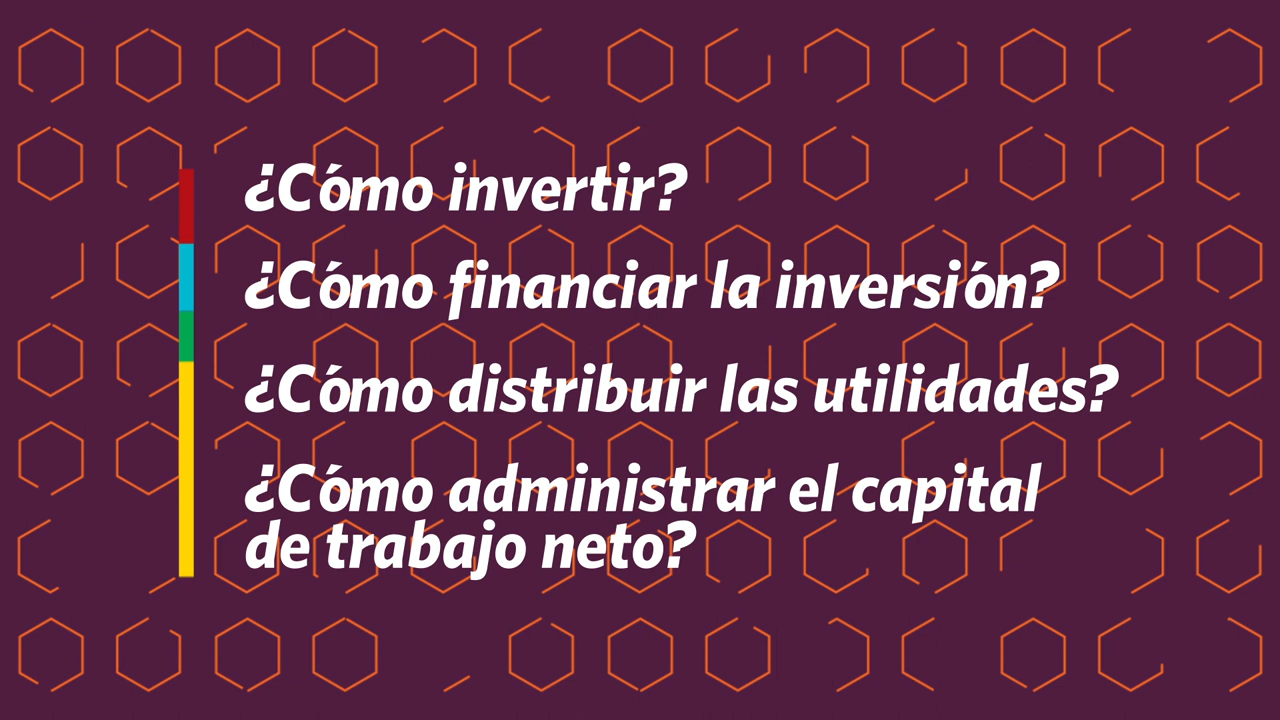 ¿Cómo invertir?
¿Cómo financiar la inversión?
¿Cómo distribuir las utilidades?
¿Cómo administrar el capital
de trabajo neto?